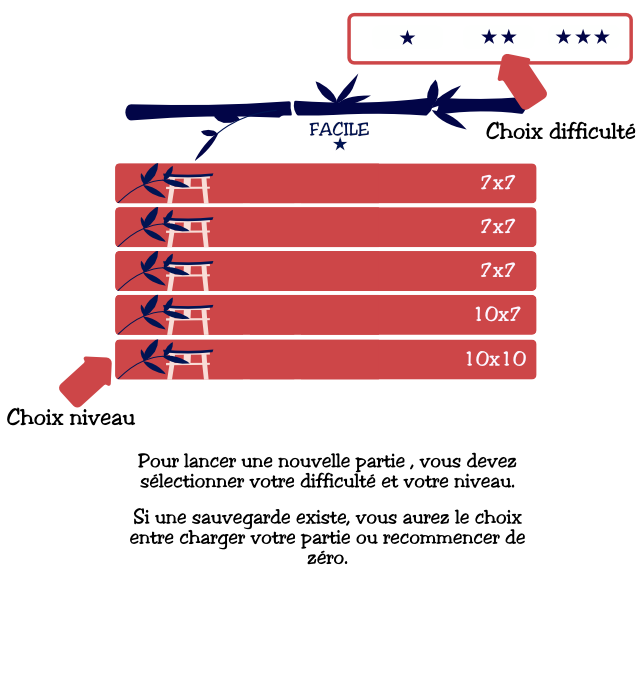 Choix difficulté
FACILE
7x7
7x7
7x7
10x7
10x10
Choix niveau
Pour lancer une nouvelle partie , vous devez
sélectionner votre difficulté et votre niveau.
Si une sauvegarde existe, vous aurez le choix
entre charger votre partie ou recommencer de
zéro.